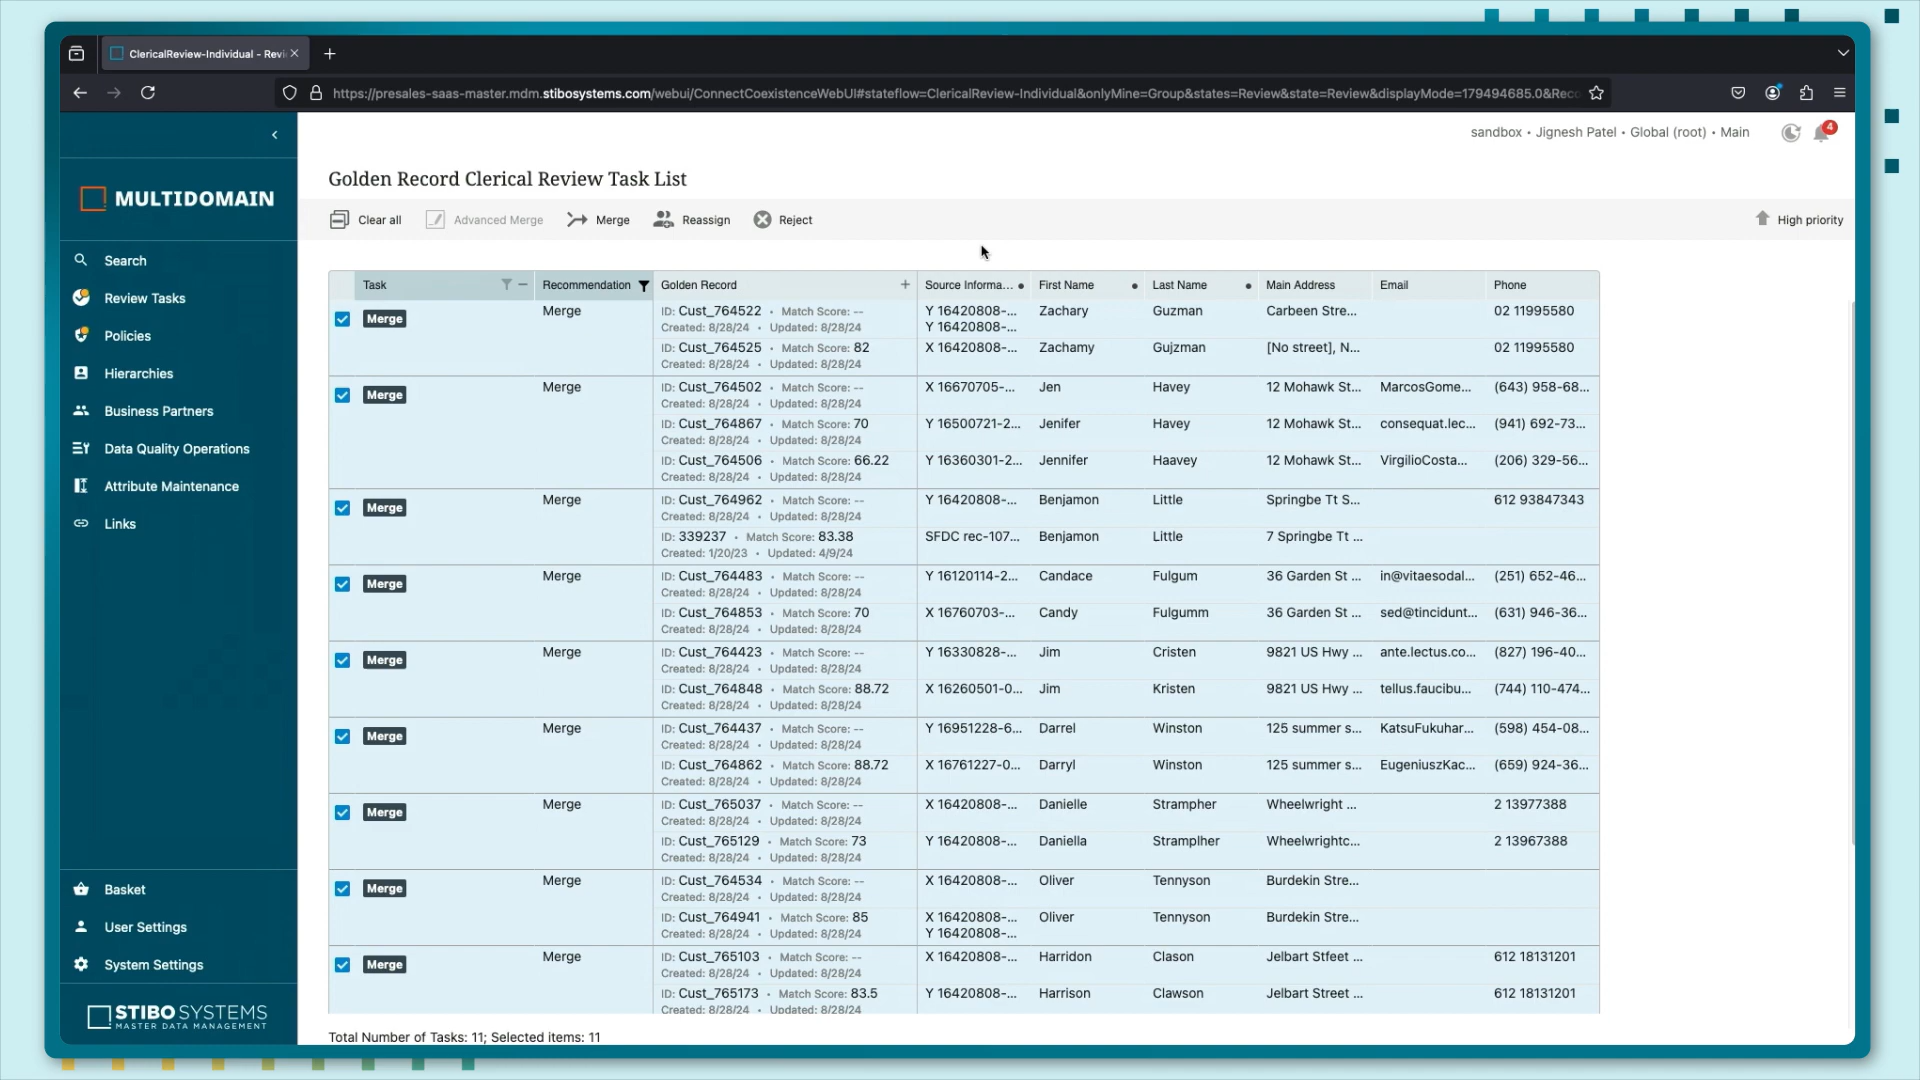 ClericalReview-Individual - Revi
https://presales-saas-master.mdm.stibosystems.com/webui/ConnectCoexistenceWebUI#stateflow=ClericalReview-Individual&onlyMine=Group&states=Review&state=Review&displayMode=179494685.0&Rec
sandbox • Jignesh Patel • Global (root) • Main
4
MULTIDOMAIN
Search
Review Tasks
Policies
Hierarchies
Business Partners
Data Quality Operations
Attribute Maintenance
Links
Basket
User Settings
System Settings
STIBO SYSTEMS
MASTER DATA MANAGEMENT
Golden Record Clerical Review Task List
Clear all Advanced Merge Merge Reassign Reject High priority
Task Recommendation Golden Record + Source Informa... • First Name • Last Name • Main Address Email Phone
Merge Merge ID: Cust_764522 • Match Score: -- Y 16420808-... Zachary Guzman Carbeen Stre... 02 11995580
Created: 8/28/24 • Updated: 8/28/24 Y 16420808-...
ID: Cust_764525 • Match Score: 82 X 16420808-... Zachamy Gujzman [No street], N... 02 11995580
Created: 8/28/24 • Updated: 8/28/24
Merge Merge ID: Cust_764502 • Match Score: -- X 16670705-... Jen Havey 12 Mohawk St... MarcosGome... (643) 958-68...
Created: 8/28/24 • Updated: 8/28/24
ID: Cust_764867 • Match Score: 70 Y 16500721-2... Jenifer Havey 12 Mohawk St... consequat.lec... (941) 692-73...
Created: 8/28/24 • Updated: 8/28/24
ID: Cust_764506 • Match Score: 66.22 Y 16360301-2... Jennifer Haavey 12 Mohawk St... VirgilioCosta... (206) 329-56...
Created: 8/28/24 • Updated: 8/28/24
Merge Merge ID: Cust_764962 • Match Score: -- Y 16420808-... Benjamon Little Springbe Tt S... 612 93847343
Created: 8/28/24 • Updated: 8/28/24
ID: 339237 • Match Score: 83.38 SFDC rec-107... Benjamon Little 7 Springbe Tt ...
Created: 1/20/23 • Updated: 4/9/24
Merge Merge ID: Cust_764483 • Match Score: -- Y 16120114-2... Candace Fulgum 36 Garden St ... in@vitaesodal... (251) 652-46...
Created: 8/28/24 • Updated: 8/28/24
ID: Cust_764853 • Match Score: 70 X 16760703-... Candy Fulgumm 36 Garden St ... sed@tincidunt... (631) 946-36...
Created: 8/28/24 • Updated: 8/28/24
Merge Merge ID: Cust_764423 • Match Score: -- Y 16330828-... Jim Cristen 9821 US Hwy ... ante.lectus.co... (827) 196-40...
Created: 8/28/24 • Updated: 8/28/24
ID: Cust_764848 • Match Score: 88.72 X 16260501-0... Jim Kristen 9821 US Hwy ... tellus.faucibu... (744) 110-474...
Created: 8/28/24 • Updated: 8/28/24
Merge Merge ID: Cust_764437 • Match Score: -- Y 16951228-6... Darrel Winston 125 summer s... KatsuFukuhar... (598) 454-08...
Created: 8/28/24 • Updated: 8/28/24
ID: Cust_764862 • Match Score: 88.72 X 16761227-0... Darryl Winston 125 summer s... EugeniuszKac... (659) 924-36...
Created: 8/28/24 • Updated: 8/28/24
Merge Merge ID: Cust_765037 • Match Score: -- X 16420808-... Danielle Strampher Wheelwright ... 2 13977388
Created: 8/28/24 • Updated: 8/28/24
ID: Cust_765129 • Match Score: 73 Y 16420808-... Daniella Stramplher Wheelwrightc... 2 13967388
Created: 8/28/24 • Updated: 8/28/24
Merge Merge ID: Cust_764534 • Match Score: -- X 16420808-... Oliver Tennyson Burdekin Stre...
Created: 8/28/24 • Updated: 8/28/24
ID: Cust_764941 • Match Score: 85 X 16420808-... Oliver Tennyson Burdekin Stre...
Created: 8/28/24 • Updated: 8/28/24 Y 16420808-...
Merge Merge ID: Cust_765103 • Match Score: -- X 16420808-... Harridon Clason Jelbart Stfeet ... 612 18131201
Created: 8/28/24 • Updated: 8/28/24
ID: Cust_765173 • Match Score: 83.5 Y 16420808-... Harrison Clawson Jelbart Street ... 612 18131201
Created: 8/28/24 • Updated: 8/28/24
Total Number of Tasks: 11; Selected items: 11